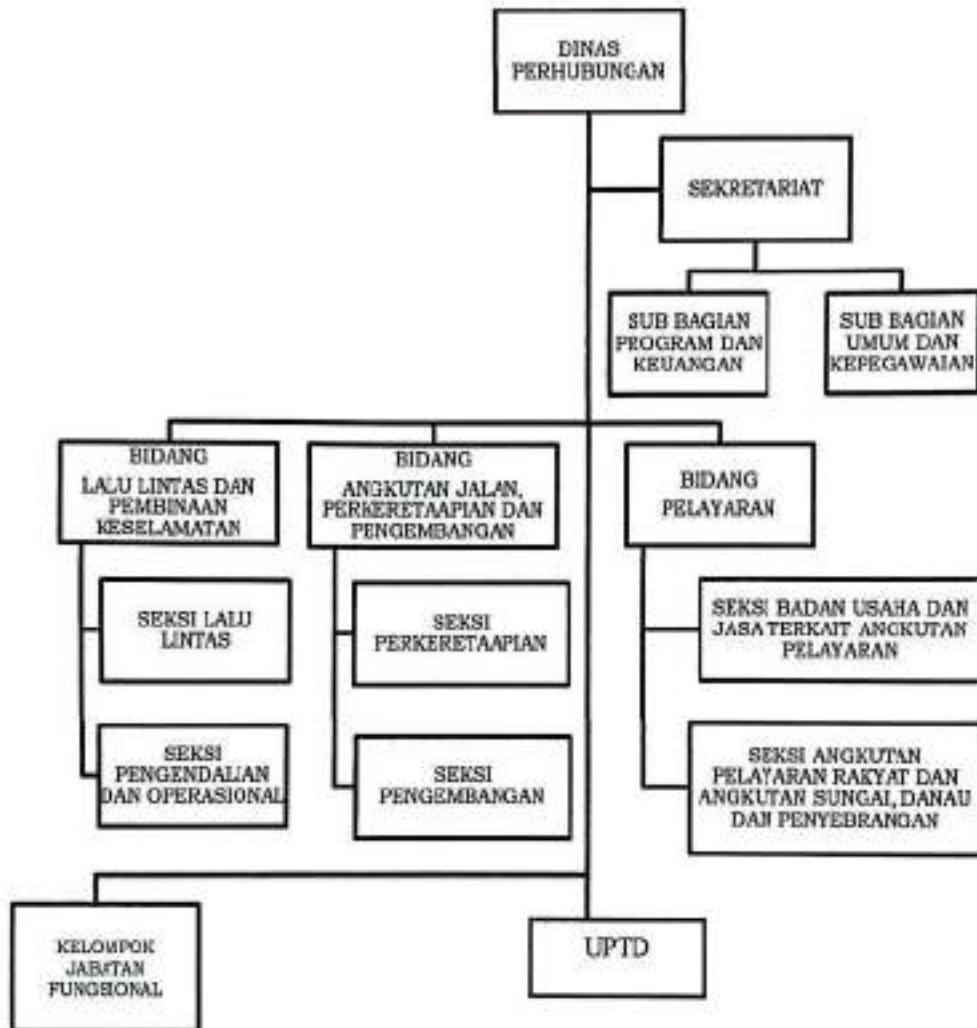 DINAS
PERHUBUNGAN
SEKRETARIAT
SUB BAGIAN
PROGRAM DAN
KEUANGAN
SUB BAGIAN
UMUM DAN
KEPEGAWAIAN
BIDANG
LALU LINTAS DAN
PEMBINAAN
KESELAMATAN
BIDANG
ANGKUTAN JALAN,
PERKERETAAPIAN DAN
PENGEMBANGAN
BIDANG
PELAYARAN
SEKSI LALU
LINTAS
SEKSI
PERKERETAAPIAN
SEKSI BADAN USAHA DAN
JASA TERKAIT ANGKUTAN
PELAYARAN
SEKSI
PENGENDALIAN
DAN OPERASIONAL
SEKSI
PENGEMBANGAN
SEKSI ANGKUTAN
PELAYARAN RAKYAT DAN
ANGKUTAN SUNGAI, DANAU
DAN PENYEBRANGAN
KELOMPOK
JABATAN
FUNGSIONAL
UPTD